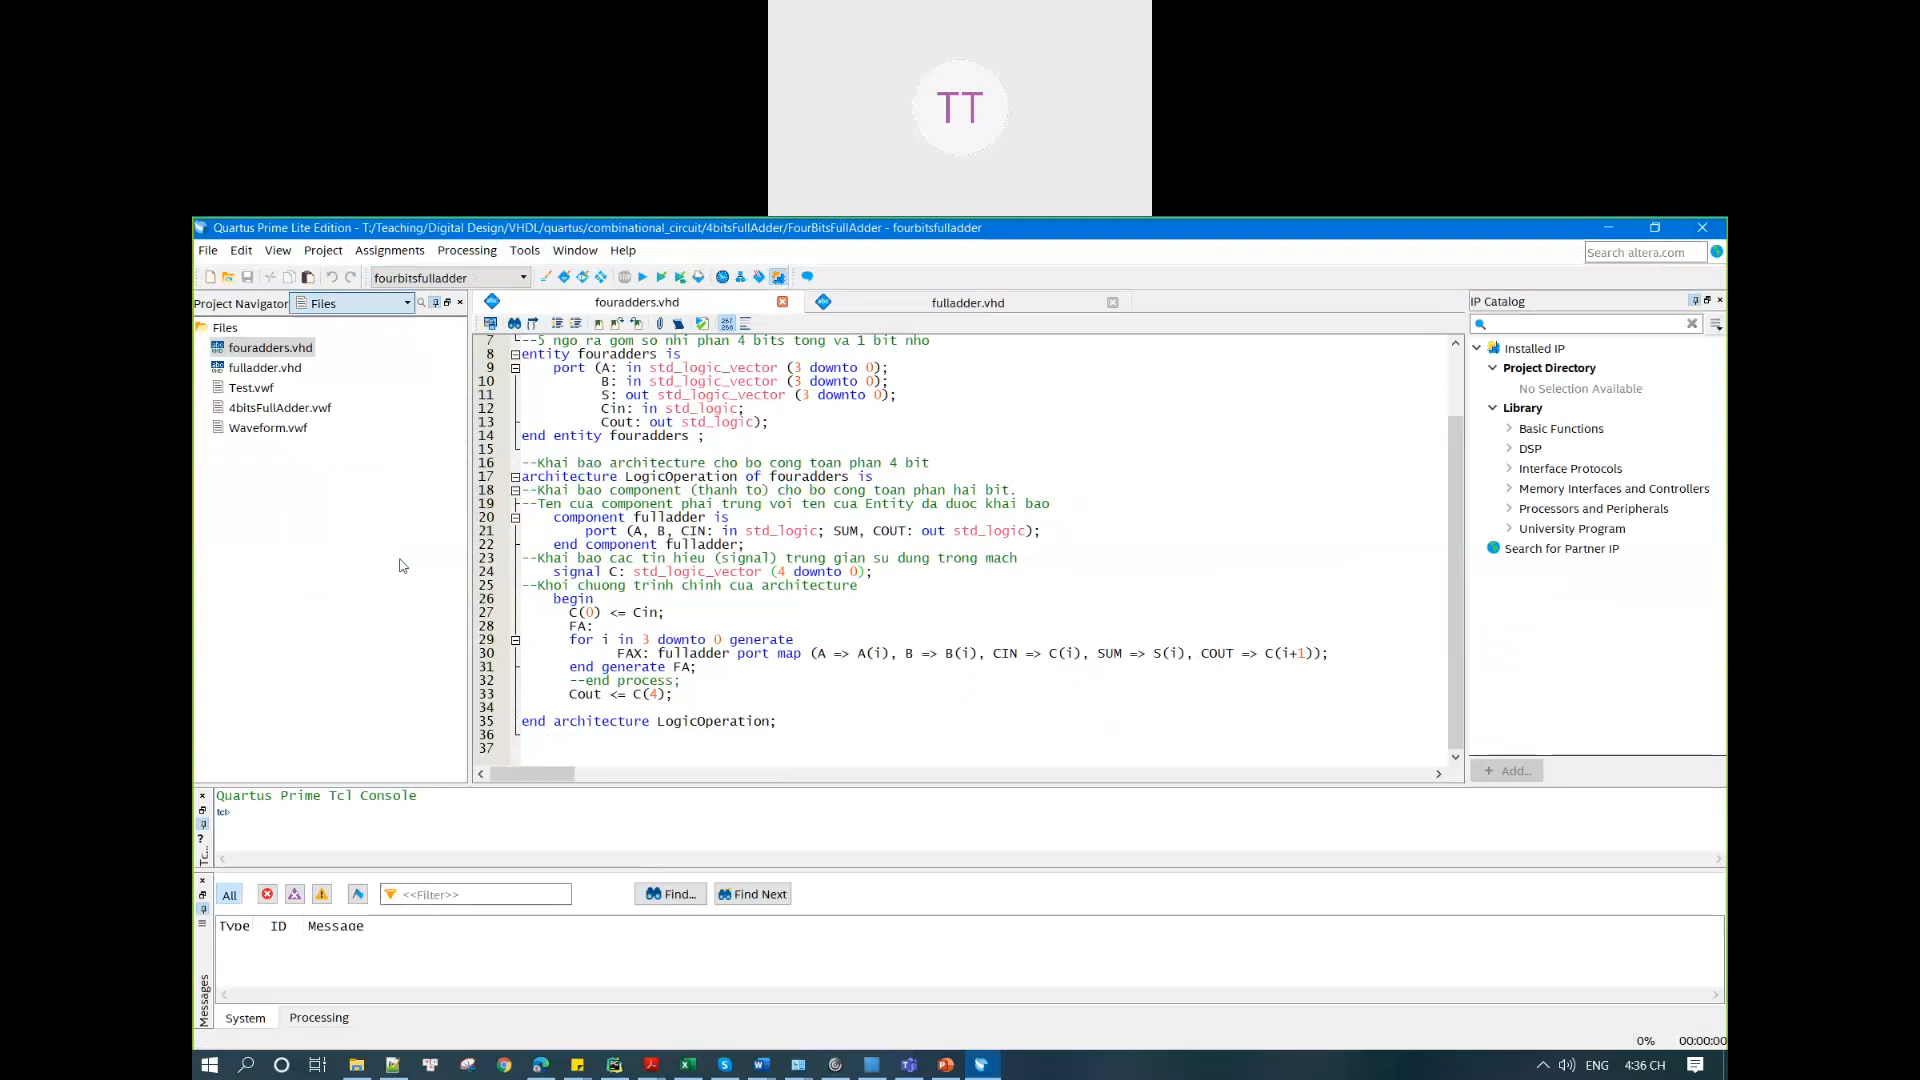 TT
Quartus Prime Lite Edition - T:/Teaching/Digital Design/VHDL/quartus/combinational_circuit/4bitsFullAdder/FourBitsFullAdder - fourbitsfulladder
File Edit View Project Assignments Processing Tools Window Help
Search altera.com
fourbitsfulladder
Project Navigator Files
fouradders.vhd
fulladder.vhd
IP Catalog
Files
fouradders.vhd
fulladder.vhd
Test.vwf
4bitsFullAdder.vwf
Waveform.vwf
7 --5 ngo ra gom so nhi phan 4 bits tong va 1 bit nho
8 entity fouradders is
9 port (A: in std_logic_vector (3 downto 0);
10 B: in std_logic_vector (3 downto 0);
11 S: out std_logic_vector (3 downto 0);
12 Cin: in std_logic;
13 Cout: out std_logic);
14 end entity fouradders ;
15
16 --Khai bao architecture cho bo cong toan phan 4 bit
17 architecture LogicOperation of fouradders is
18 --Khai bao component (thanh to) cho bo cong toan phan hai bit.
19 --Ten cua component phai trung voi ten cua Entity da duoc khai bao
20 component fulladder is
21 port (A, B, CIN: in std_logic; SUM, COUT: out std_logic);
22 end component fulladder;
23 --Khai bao cac tin hieu (signal) trung gian su dung trong mach
24 signal C: std_logic_vector (4 downto 0);
25 --Khoi chuong trinh chinh cua architecture
26 begin
27 C(0) <= Cin;
28 FA:
29 for i in 3 downto 0 generate
30 FAX: fulladder port map (A => A(i), B => B(i), CIN => C(i), SUM => S(i), COUT => C(i+1));
31 end generate FA;
32 --end process;
33 Cout <= C(4);
34
35 end architecture LogicOperation;
36
37
Installed IP
Project Directory
No Selection Available
Library
Basic Functions
DSP
Interface Protocols
Memory Interfaces and Controllers
Processors and Peripherals
University Program
Search for Partner IP
+ Add...
Quartus Prime Tcl Console
tcl>
Tc...
All <<Filter>> Find... Find Next
Type ID Message
Messages
System Processing
0% 00:00:00
ENG 4:36 CH